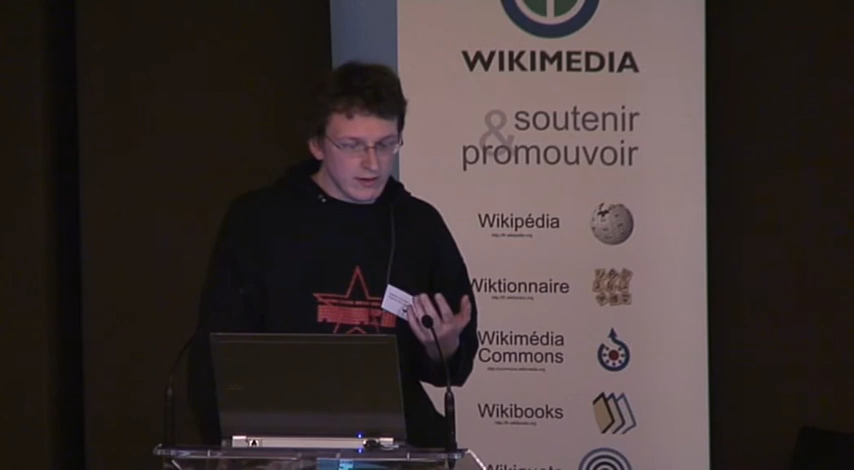 WIKIMEDIA
& soutenir
promouvoir
Wikipédia
Wiktionnaire
Wikimédia
Commons
Wikibooks